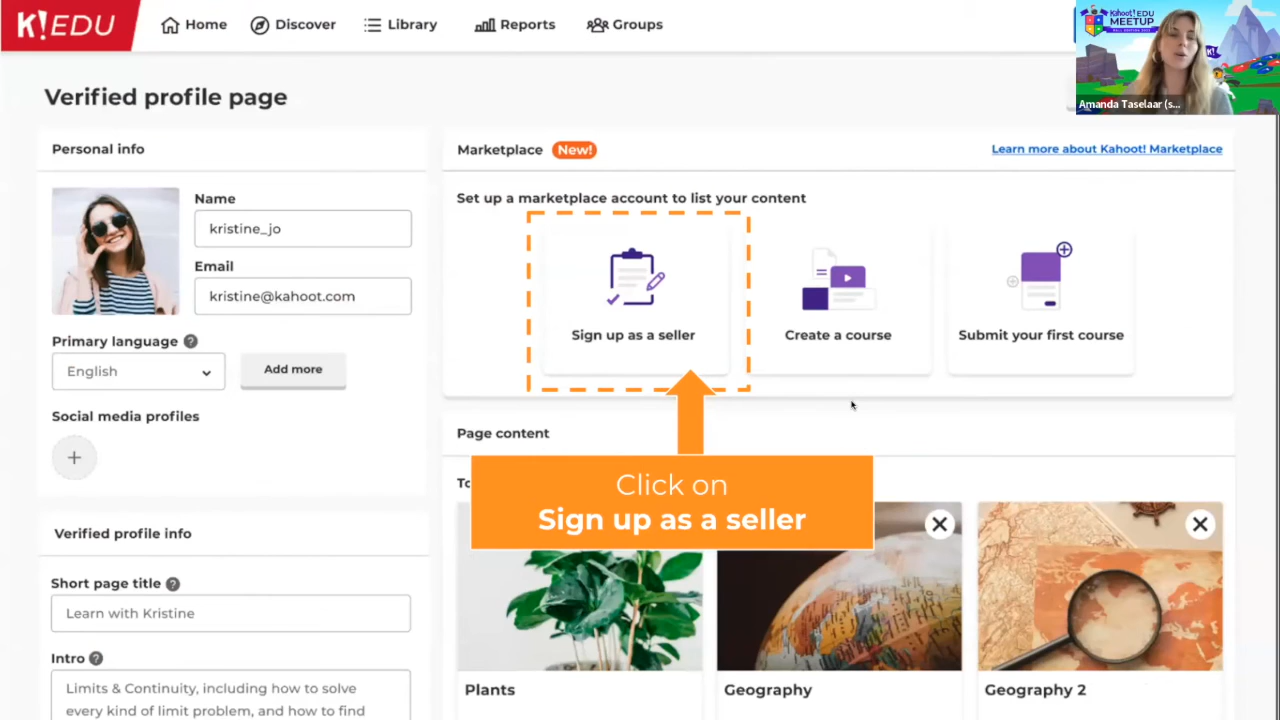 K!EDU
Home
Discover
Library
Reports
Groups
Kahoot! EDU
MEETUP
Amanda Taselaar (s...
Verified profile page
Personal info
Name
kristine_jo
Email
kristine@kahoot.com
Primary language ?
English
Add more
Social media profiles
+
Verified profile info
Short page title ?
Learn with Kristine
Intro ?
Limits & Continuity, including how to solve
every kind of limit problem, and how to find
Marketplace New!
Learn more about Kahoot! Marketplace
Set up a marketplace account to list your content
Sign up as a seller
Create a course
Submit your first course
Page content
Click on
Sign up as a seller
Plants
Geography
Geography 2